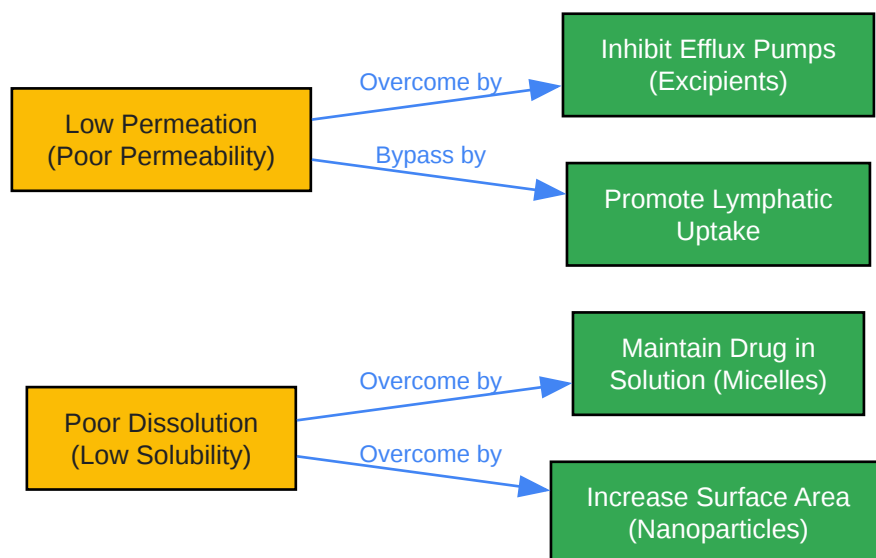 Low Permeation
(Poor Permeability)
Overcome by
Inhibit Efflux Pumps
(Excipients)
Bypass by
Promote Lymphatic
Uptake
Poor Dissolution
(Low Solubility)
Overcome by
Maintain Drug in
Solution (Micelles)
Overcome by
Increase Surface Area
(Nanoparticles)